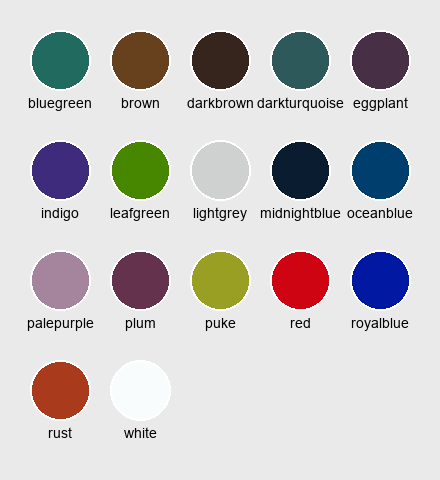 bluegreen brown darkbrown darkturquoise eggplant
indigo leafgreen lightgrey midnightblue oceanblue
palepurple plum puke red royalblue
rust white